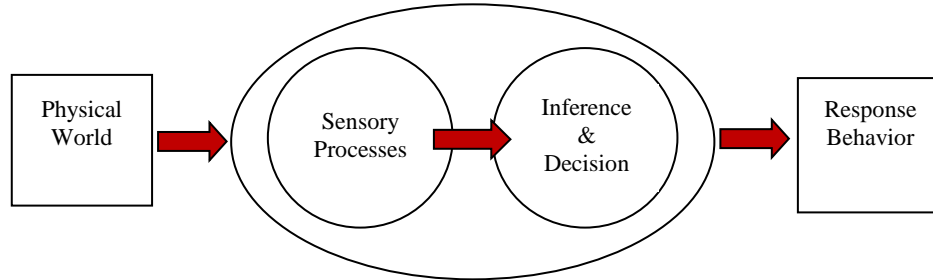 Physical
World
Sensory
Processes
Inference
&
Decision
Response
Behavior